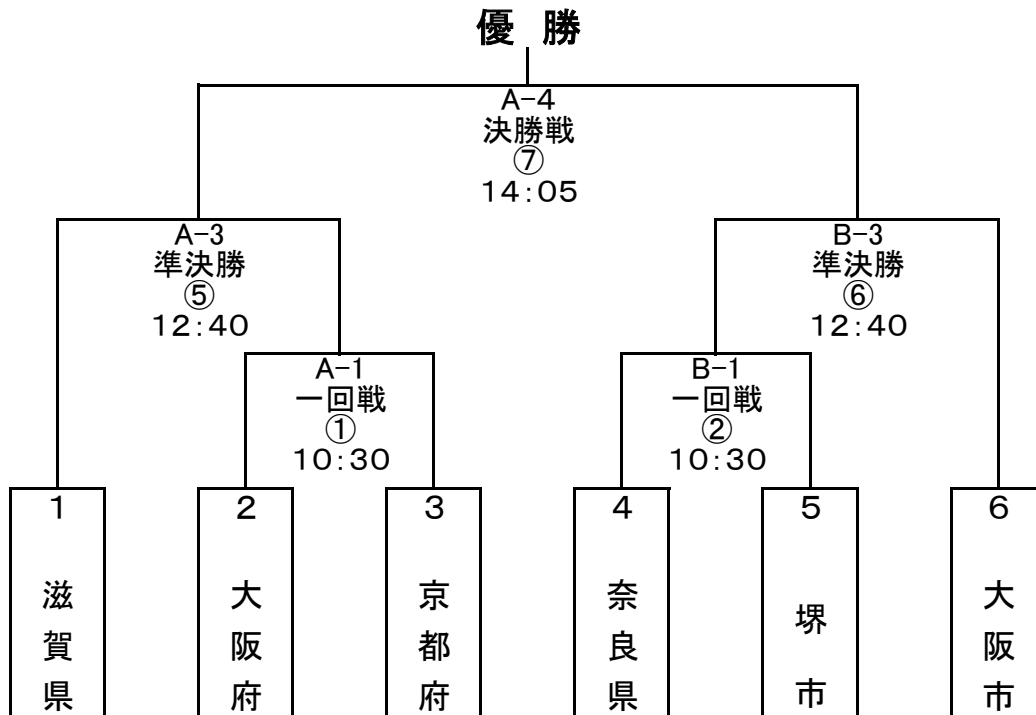 優 勝
A-4
決勝戦
⑦
14:05
A-3
準決勝
⑤
12:40
B-3
準決勝
⑥
12:40
A-1
一回戦
①
10:30
B-1
一回戦
②
10:30
1
滋賀県
2
大阪府
3
京都府
4
奈良県
5
堺市
6
大阪市